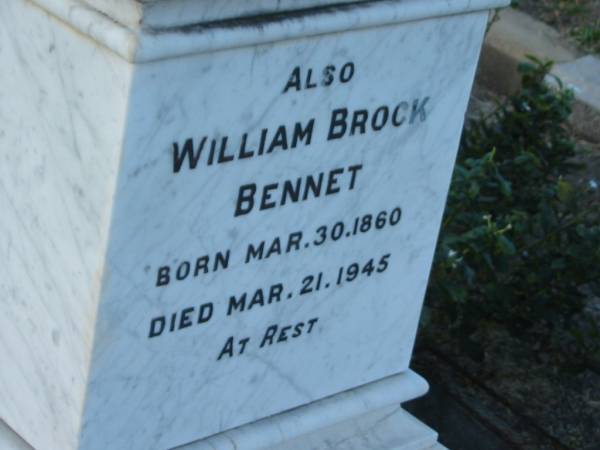 ALSO
WILLIAM BROCK
BENNET
BORN MAR.30.1860
DIED MAR.21.1945
AT REST